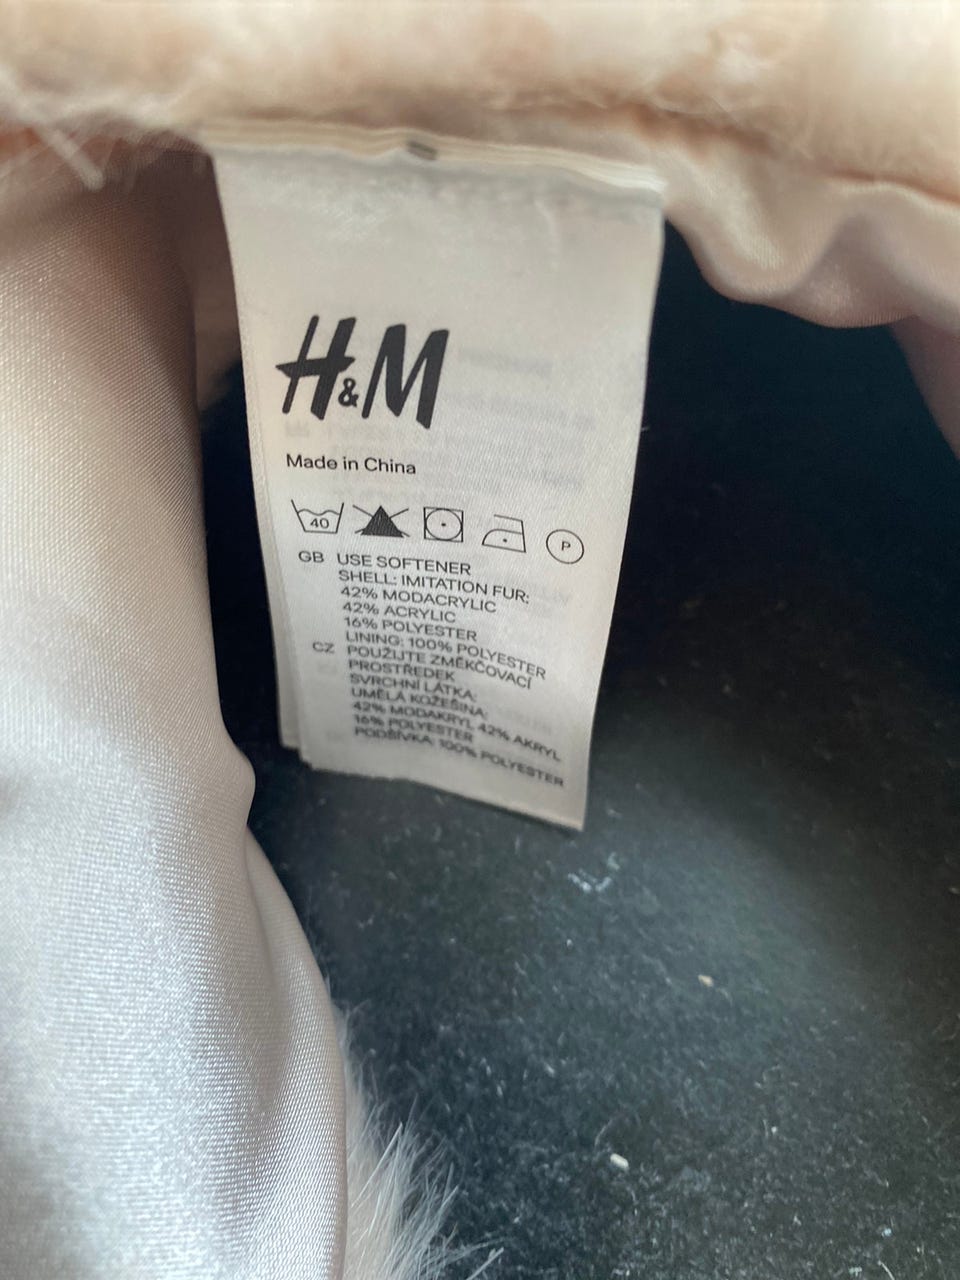 H&M
Made in China
40 P
GB USE SOFTENER
SHELL: IMITATION FUR:
42% MODACRYLIC
42% ACRYLIC
16% POLYESTER
LINING: 100% POLYESTER
CZ POUŽIJTE ZMĚKČOVACÍ
PROSTŘEDEK
SVRCHNÍ LÁTKA:
UMĚLÁ KOŽEŠINA:
42% MODAKRYL 42% AKRYL
16% POLYESTER
PODŠÍVKA: 100% POLYESTER